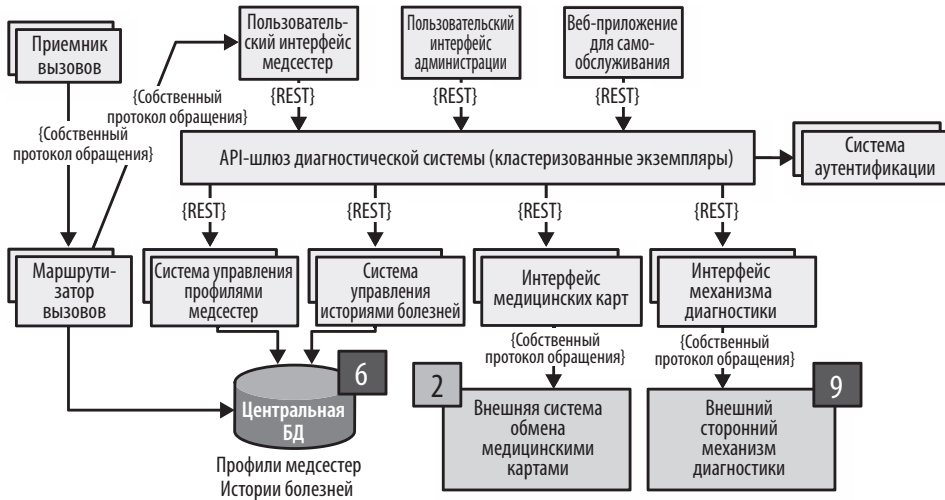 Приемник
вызовов
Пользователь-
ский интерфейс
медсестер
Пользовательский
интерфейс
администрации
Веб-приложение
для само-
обслуживания
{Собственный
протокол обращения}
{REST}
{REST}
{REST}
{Собственный
протокол обращения}
API-шлюз диагностической системы (кластеризованные экземпляры)
Система
аутентификации
{REST}
{REST}
{REST}
{REST}
Маршрути-
затор
вызовов
Система управления
профилями
медсестер
Система
управления
историями болезней
Интерфейс
медицинских карт
Интерфейс
механизма
диагностики
{Собственный
протокол обращения}
{Собственный
протокол обращения}
6
Центральная
БД
Профили медсестер
Истории болезней
2
Внешняя система
обмена
медицинскими
картами
9
Внешний
сторонний
механизм
диагностики